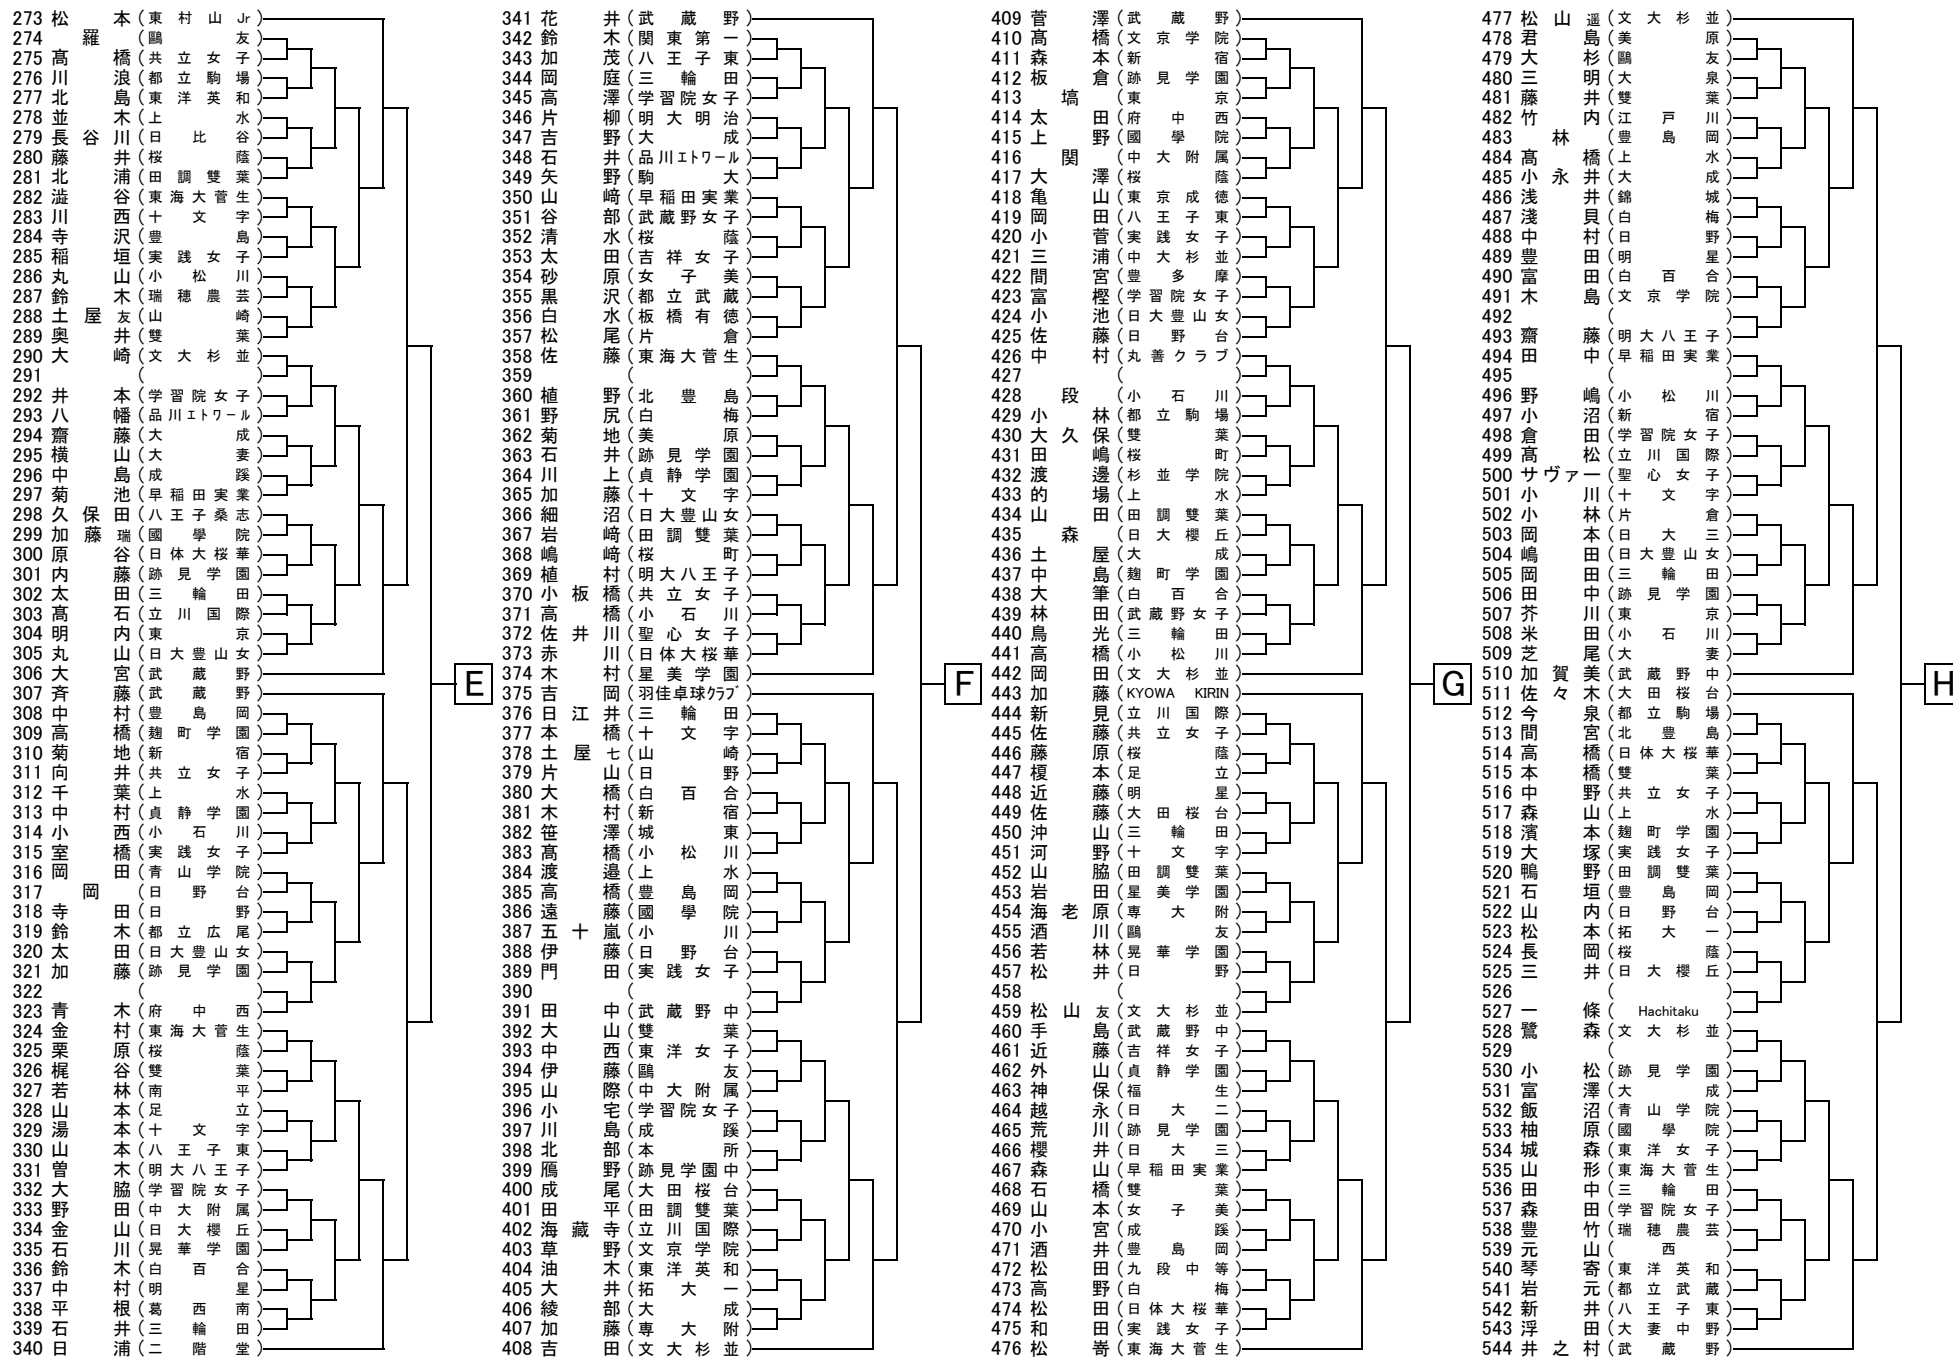 273 松本 (東村山Jr)
274 羅 (鷗友)
275 髙橋 (共立女子)
276 川浪 (都立駒場)
277 北島 (東洋英和)
278 並木 (上水)
279 長谷川 (日比谷)
280 藤井 (桜蔭)
281 北浦 (田調雙葉)
282 澁谷 (東海大菅生)
283 川西 (十文字)
284 寺沢 (豊島)
285 稲垣 (実践女子)
286 丸山 (小松川)
287 鈴木 (瑞穂農芸)
288 土屋友 (山崎)
289 奥井 (雙葉)
290 大崎 (文大杉並)
291 ( )
292 井本 (学習院女子)
293 八幡 (品川エトワール)
294 齋藤 (大成)
295 横山 (大妻)
296 中島 (成蹊)
297 菊池 (早稲田実業)
298 久保田 (八王子桑志)
299 加藤瑞 (國學院)
300 原谷 (日体大桜華)
301 内藤 (跡見学園)
302 太田 (三輪田)
303 髙石 (立川国際)
304 明内 (東京)
305 丸山 (日大豊山女)
306 大宮 (武蔵野)
307 斉藤 (武蔵野)
308 中村 (豊島岡)
309 高橋 (麹町学園)
310 菊地 (新宿)
311 向井 (共立女子)
312 千葉 (上水)
313 中村 (貞静学園)
314 小西 (小石川)
315 室橋 (実践女子)
316 岡田 (青山学院)
317 岡 (日野台)
318 寺田 (日野)
319 鈴木 (都立広尾)
320 太田 (日大豊山女)
321 加藤 (跡見学園)
322 ( )
323 青木 (府中西)
324 金村 (東海大菅生)
325 栗原 (桜蔭)
326 梶谷 (雙葉)
327 若林 (南平)
328 山本 (足立)
329 湯本 (十文字)
330 山本 (八王子東)
331 曽木 (明大八王子)
332 大脇 (学習院女子)
333 野田 (中大附属)
334 金山 (日大櫻丘)
335 石川 (晃華学園)
336 鈴木 (白百合)
337 中村 (明星)
338 平根 (葛西南)
339 石井 (三輪田)
340 日浦 (二階堂)
E
341 花井 (武蔵野)
342 鈴木 (関東第一)
343 加茂 (八王子東)
344 岡庭 (三輪田)
345 高澤 (学習院女子)
346 片柳 (明大明治)
347 吉野 (大成)
348 石井 (品川エトワール)
349 矢野 (駒大)
350 山﨑 (早稲田実業)
351 谷部 (武蔵野女子)
352 清水 (桜蔭)
353 太田 (吉祥女子)
354 砂原 (女子美)
355 黒沢 (都立武蔵)
356 白水 (板橋有徳)
357 松尾 (片倉)
358 佐藤 (東海大菅生)
359 ( )
360 植野 (北豊島)
361 野尻 (白梅)
362 菊地 (美原)
363 石井 (跡見学園)
364 川上 (貞静学園)
365 加藤 (十文字)
366 細沼 (日大豊山女)
367 岩﨑 (田調雙葉)
368 嶋﨑 (桜町)
369 植村 (明大八王子)
370 小板橋 (共立女子)
371 高橋 (小石川)
372 佐井川 (聖心女子)
373 赤川 (日体大桜華)
374 木村 (星美学園)
375 吉岡 (羽佳卓球クラブ)
376 日江井 (三輪田)
377 本橋 (十文字)
378 土屋七 (山崎)
379 片山 (日野)
380 大橋 (白百合)
381 木村 (新宿)
382 笹澤 (城東)
383 髙橋 (小松川)
384 渡邉 (上水)
385 高橋 (豊島岡)
386 遠藤 (國學院)
387 五十嵐 (小川)
388 伊藤 (日野台)
389 門田 (実践女子)
390 ( )
391 田中 (武蔵野中)
392 大山 (雙葉)
393 中西 (東洋女子)
394 伊藤 (鷗友)
395 山際 (中大附属)
396 小宅 (学習院女子)
397 川島 (成蹊)
398 北部 (本所)
399 鴈野 (跡見学園中)
400 成尾 (大田桜台)
401 田平 (田調雙葉)
402 海藏寺 (立川国際)
403 草野 (文京学院)
404 油木 (東洋英和)
405 大井 (拓大一)
406 綾部 (大成)
407 加藤 (専大附)
408 吉田 (文大杉並)
F
409 菅澤 (武蔵野)
410 髙橋 (文京学院)
411 森本 (新宿)
412 板倉 (跡見学園)
413 塙 (東京)
414 太田 (府中西)
415 上野 (國學院)
416 関 (中大附属)
417 大澤 (桜蔭)
418 亀山 (東京成徳)
419 岡田 (八王子東)
420 小菅 (実践女子)
421 三浦 (中大杉並)
422 間宮 (豊多摩)
423 富樫 (学習院女子)
424 小池 (日大豊山女)
425 佐藤 (日野台)
426 中村 (丸善クラブ)
427 ( )
428 段 (小石川)
429 小林 (都立駒場)
430 大久保 (雙葉)
431 田嶋 (桜町)
432 渡邊 (杉並学院)
433 的場 (上水)
434 山田 (田調雙葉)
435 森 (日大櫻丘)
436 土屋 (大成)
437 中島 (麹町学園)
438 大筆 (白百合)
439 林田 (武蔵野女子)
440 鳥光 (三輪田)
441 高橋 (小松川)
442 岡田 (文大杉並)
443 加藤 (KYOWA KIRIN)
444 新見 (立川国際)
445 佐藤 (共立女子)
446 藤原 (桜蔭)
447 榎本 (足立)
448 近藤 (明星)
449 佐藤 (大田桜台)
450 沖山 (三輪田)
451 河野 (十文字)
452 山脇 (田調雙葉)
453 岩田 (星美学園)
454 海老原 (専大附)
455 酒川 (鷗友)
456 若林 (晃華学園)
457 松井 (日野)
458 ( )
459 松山友 (文大杉並)
460 手島 (武蔵野中)
461 近藤 (吉祥女子)
462 外山 (貞静学園)
463 神保 (福生)
464 越永 (日大二)
465 荒川 (跡見学園)
466 櫻井 (日大三)
467 森山 (早稲田実業)
468 石橋 (雙葉)
469 山本 (女子美)
470 小宮 (成蹊)
471 酒井 (豊島岡)
472 松田 (九段中等)
473 高野 (白梅)
474 松田 (日体大桜華)
475 和田 (実践女子)
476 松嵜 (東海大菅生)
G
477 松山遥 (文大杉並)
478 君島 (美原)
479 大杉 (鷗友)
480 三明 (大泉)
481 藤井 (雙葉)
482 竹内 (江戸川)
483 林 (豊島岡)
484 髙橋 (上水)
485 小永井 (大成)
486 浅井 (錦城)
487 淺貝 (白梅)
488 中村 (日野)
489 豊田 (明星)
490 富田 (白百合)
491 木島 (文京学院)
492 ( )
493 齋藤 (明大八王子)
494 田中 (早稲田実業)
495 ( )
496 野嶋 (小松川)
497 小沼 (新宿)
498 倉田 (学習院女子)
499 髙松 (立川国際)
500 サヴァー (聖心女子)
501 小川 (十文字)
502 小林 (片倉)
503 岡本 (日大三)
504 嶋田 (日大豊山女)
505 岡田 (三輪田)
506 田中 (跡見学園)
507 芥川 (東京)
508 米田 (小石川)
509 芝尾 (大妻)
510 加賀美 (武蔵野中)
511 佐々木 (大田桜台)
512 今泉 (都立駒場)
513 間宮 (北豊島)
514 高橋 (日体大桜華)
515 本橋 (雙葉)
516 中野 (共立女子)
517 森山 (上水)
518 濱本 (麹町学園)
519 大塚 (実践女子)
520 鴨野 (田調雙葉)
521 石垣 (豊島岡)
522 山内 (日野台)
523 松本 (拓大一)
524 長岡 (桜蔭)
525 三井 (日大櫻丘)
526 ( )
527 一條 (Hachitaku)
528 鷺森 (文大杉並)
529 ( )
530 小松 (跡見学園)
531 富澤 (大成)
532 飯沼 (青山学院)
533 柚原 (國學院)
534 城森 (東洋女子)
535 山形 (東海大菅生)
536 田中 (三輪田)
537 森田 (学習院女子)
538 豊竹 (瑞穂農芸)
539 元山 (西)
540 琴寄 (東洋英和)
541 岩元 (都立武蔵)
542 新井 (八王子東)
543 浮田 (大妻中野)
544 井之村 (武蔵野)
H